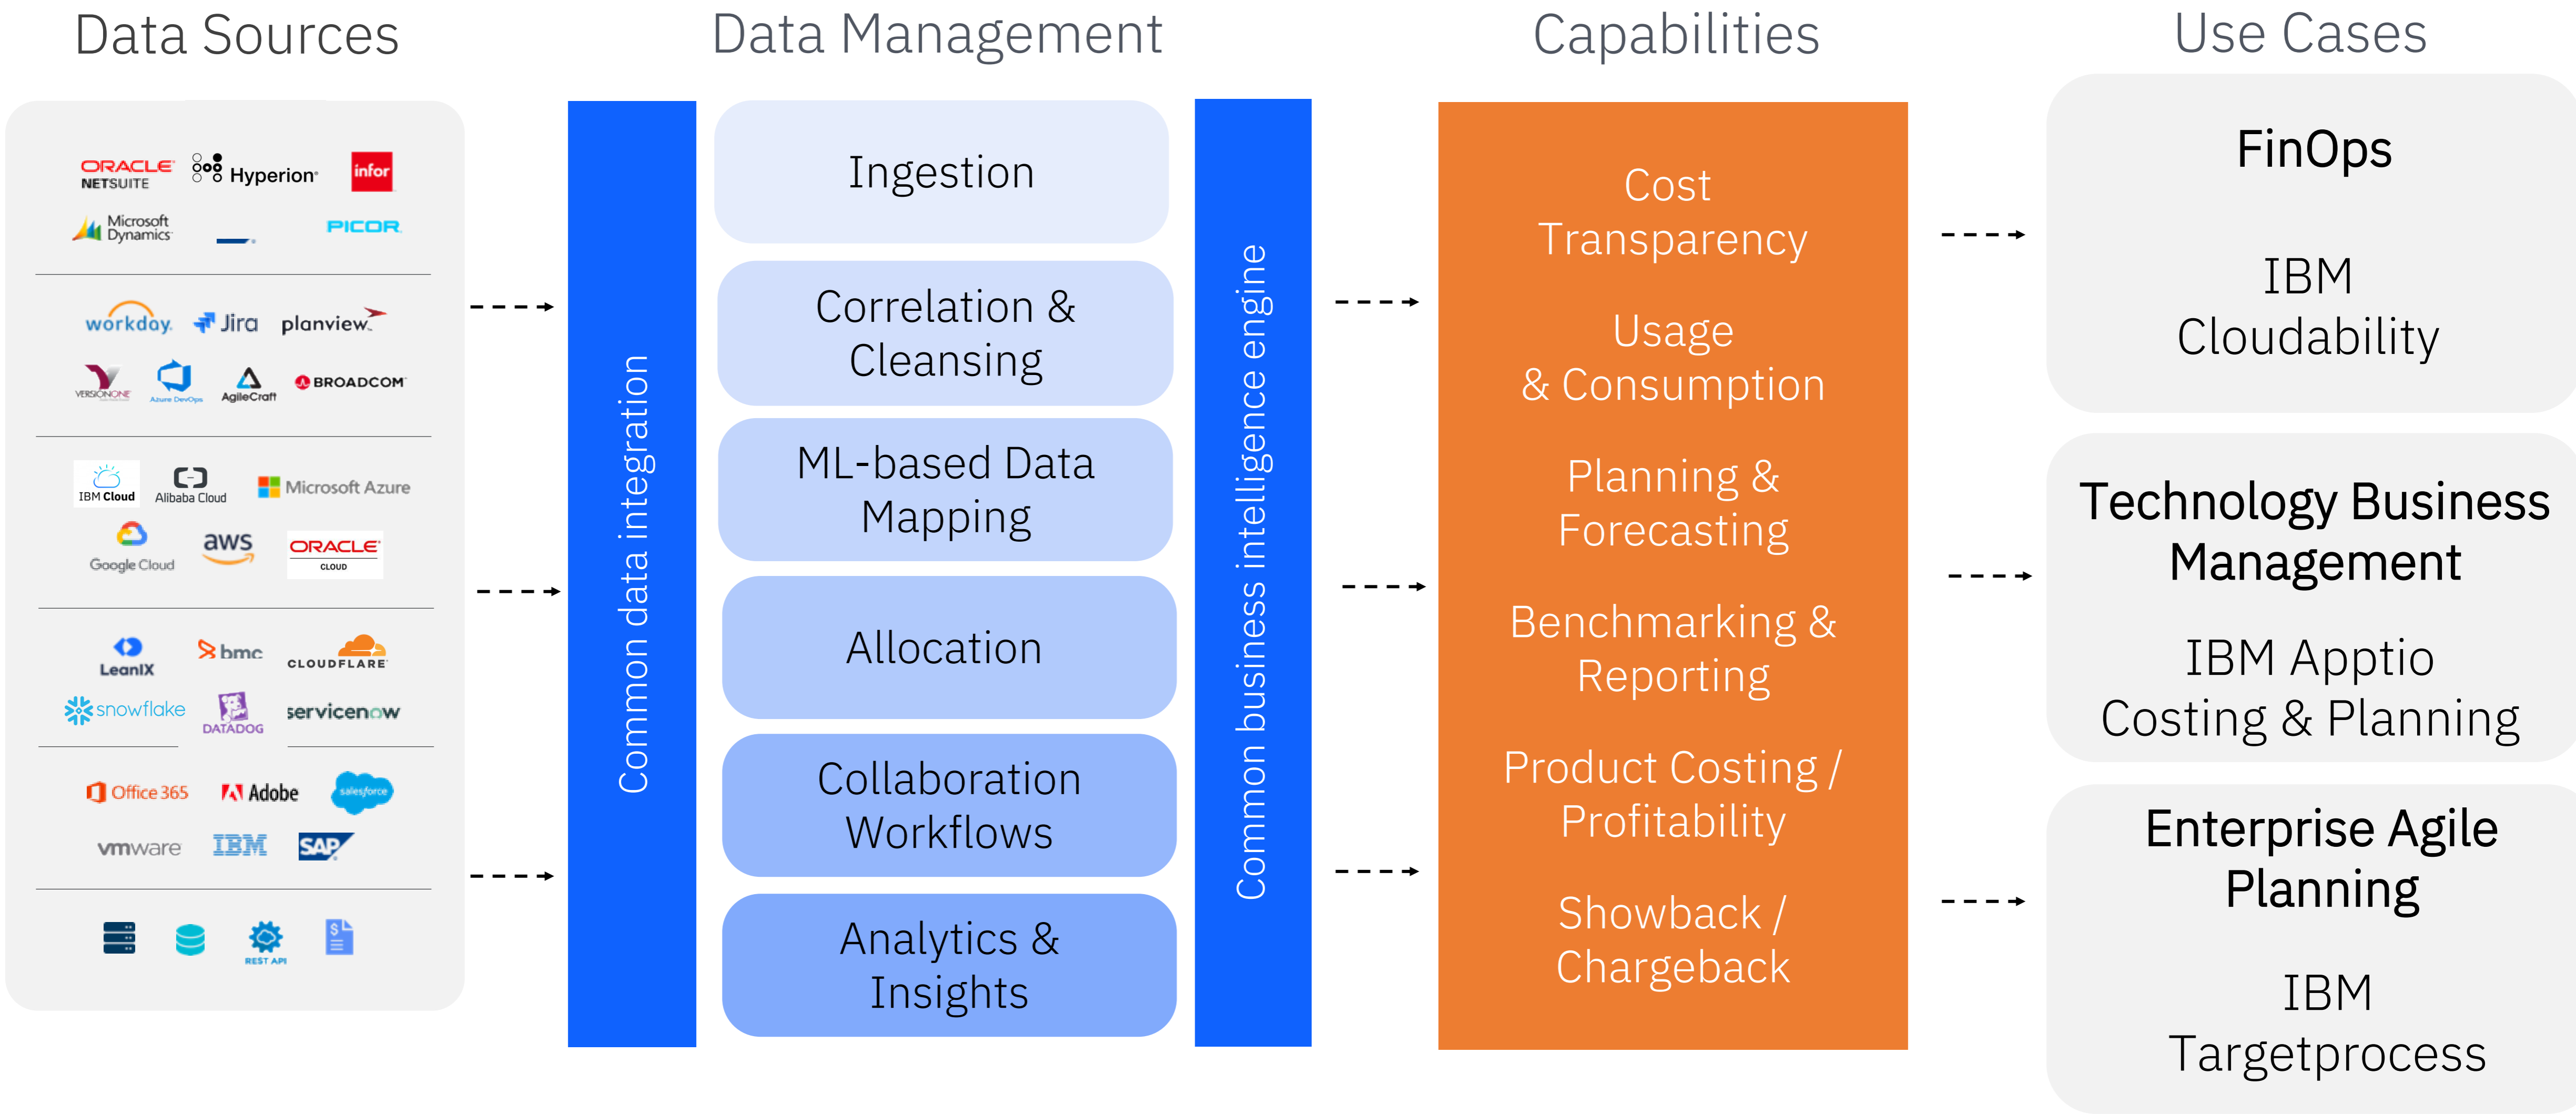 Data Sources
Data Management
Capabilities
Use Cases
ORACLE
NETSUITE
Hyperion
infor
Microsoft
Dynamics
PICOR
workday.
Jira
planview
VERSIONONE
Azure DevOps
AgileCraft
BROADCOM
IBM Cloud
Alibaba Cloud
Microsoft Azure
Google Cloud
aws
ORACLE
CLOUD
LeanIX
bmc
CLOUDFLARE
snowflake
DATADOG
servicenow
Office 365
Adobe
salesforce
vmware
IBM
SAP
REST API
$
Common data integration
Ingestion
Correlation &
Cleansing
ML-based Data
Mapping
Allocation
Collaboration
Workflows
Analytics &
Insights
Common business intelligence engine
Cost
Transparency
Usage
& Consumption
Planning &
Forecasting
Benchmarking &
Reporting
Product Costing /
Profitability
Showback /
Chargeback
FinOps
IBM
Cloudability
Technology Business
Management
IBM Apptio
Costing & Planning
Enterprise Agile
Planning
IBM
Targetprocess